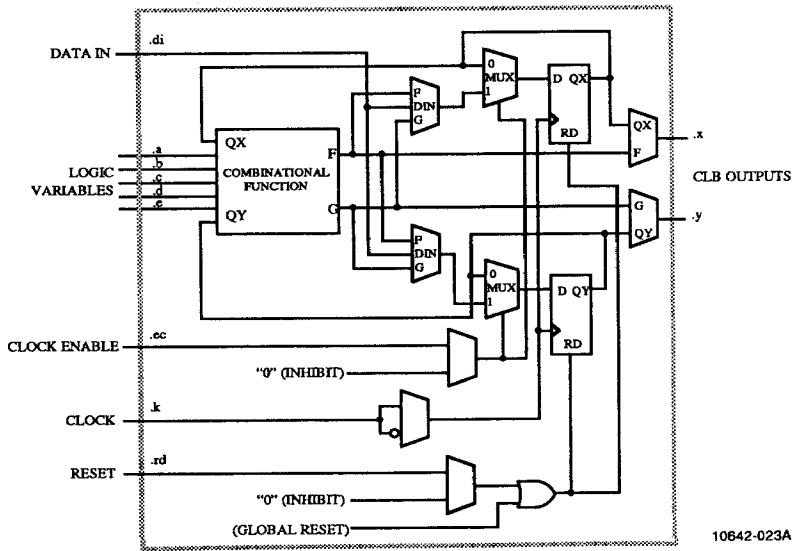 .di
DATA IN
0
MUX
1
D QX
RD
F
DIN
G
QX
F
.x
CLB OUTPUTS
.a
.b
.c
.d
.e
LOGIC
VARIABLES
QX
COMBINATIONAL
FUNCTION
QY
F
G
G
QY
.y
F
DIN
G
0
MUX
1
D QY
RD
.ec
CLOCK ENABLE
"0" (INHIBIT)
.k
CLOCK
.rd
RESET
"0" (INHIBIT)
(GLOBAL RESET)
10642-023A